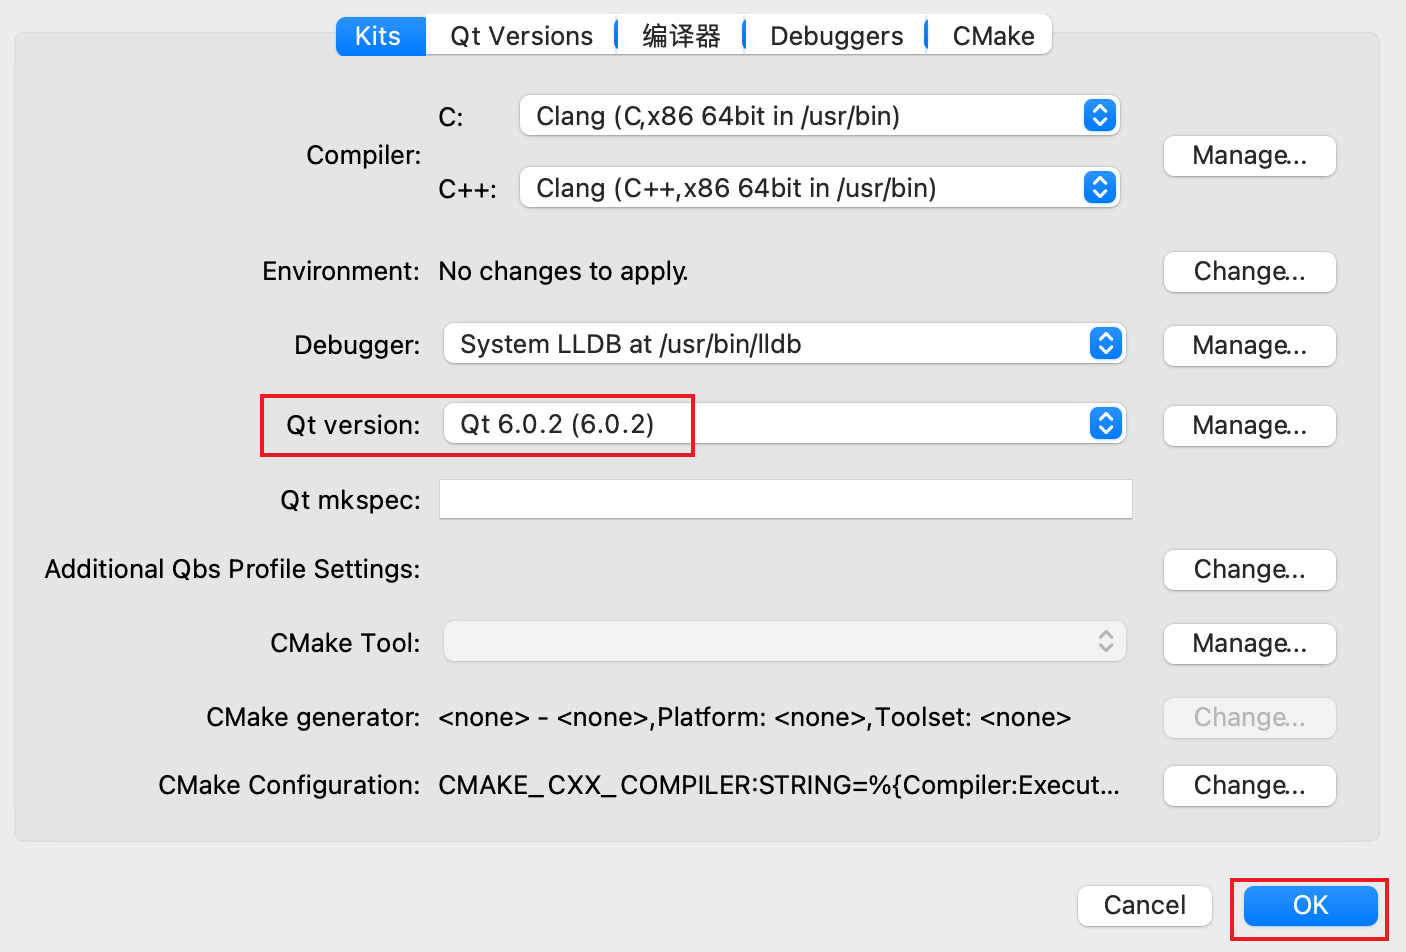 Kits Qt Versions 编译器 Debuggers CMake
C: Clang (C,x86 64bit in /usr/bin)
Compiler: Manage...
C++: Clang (C++,x86 64bit in /usr/bin)
Environment: No changes to apply. Change...
Debugger: System LLDB at /usr/bin/lldb Manage...
Qt version: Qt 6.0.2 (6.0.2) Manage...
Qt mkspec:
Additional Qbs Profile Settings: Change...
CMake Tool: Manage...
CMake generator: <none> - <none>,Platform: <none>,Toolset: <none> Change...
CMake Configuration: CMAKE_CXX_COMPILER:STRING=%{Compiler:Execut... Change...
Cancel OK